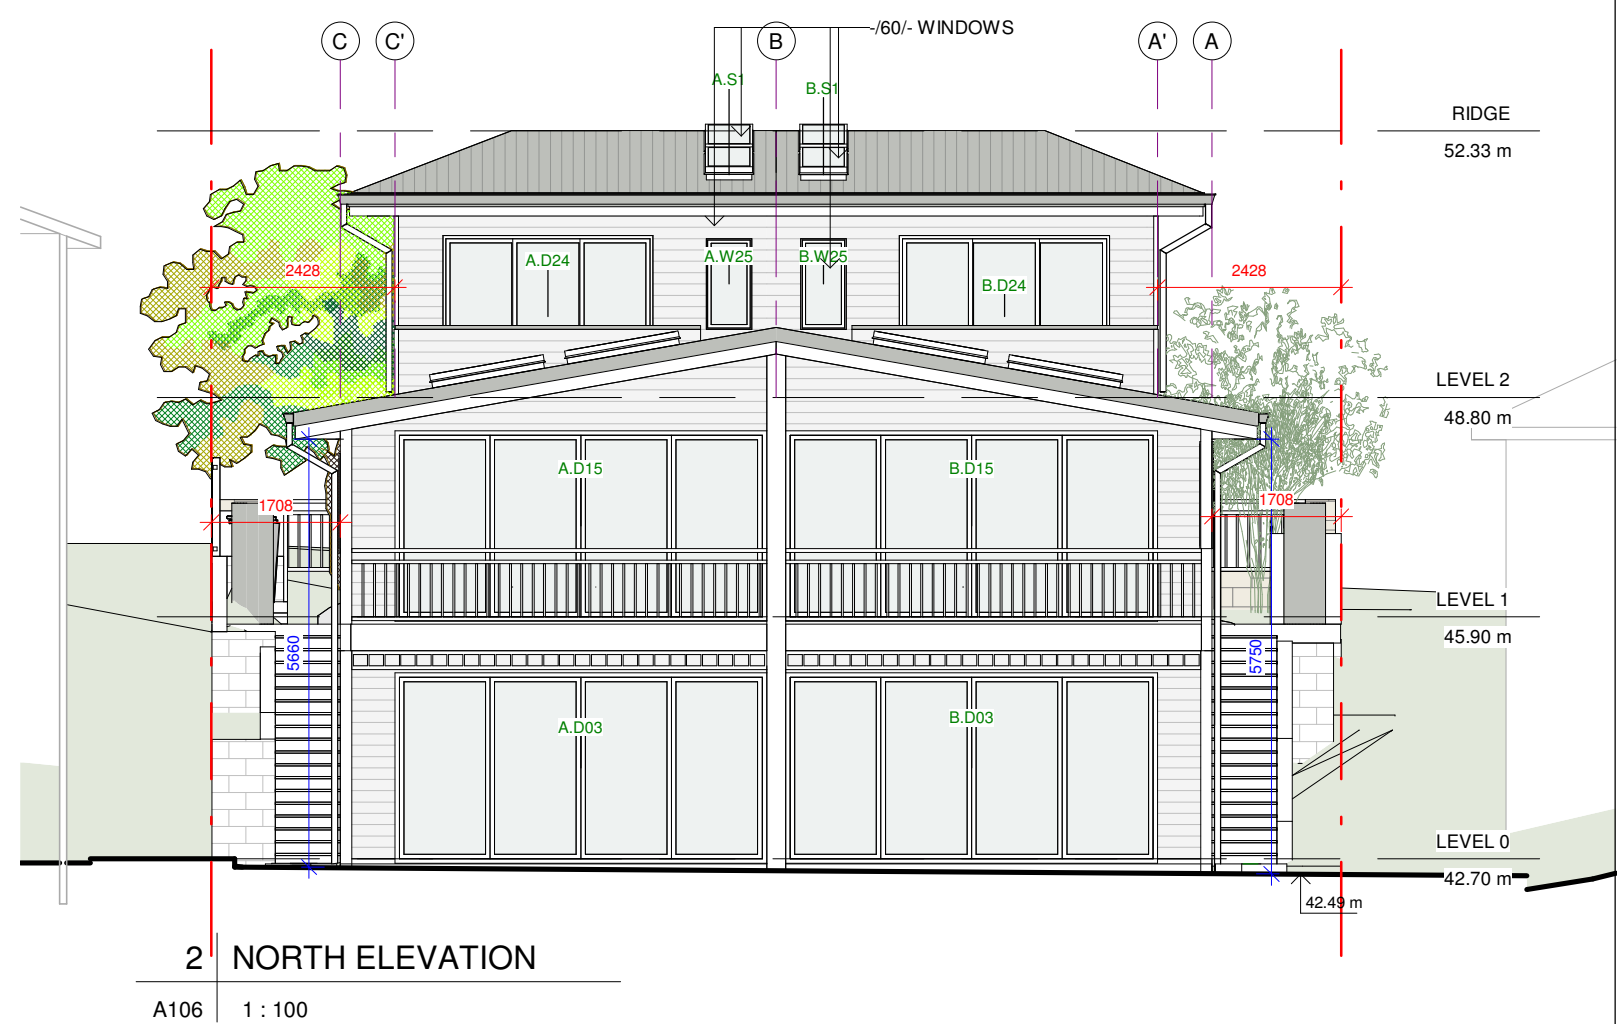 C
C'
B
-/60/- WINDOWS
A'
A
A.S1
B.S1
RIDGE
52.33 m
A.D24
A.W25
B.W25
B.D24
2428
2428
LEVEL 2
48.80 m
A.D15
B.D15
1708
1708
LEVEL 1
45.90 m
5660
5750
A.D03
B.D03
LEVEL 0
42.70 m
42.49 m
2 NORTH ELEVATION
A106 1 : 100